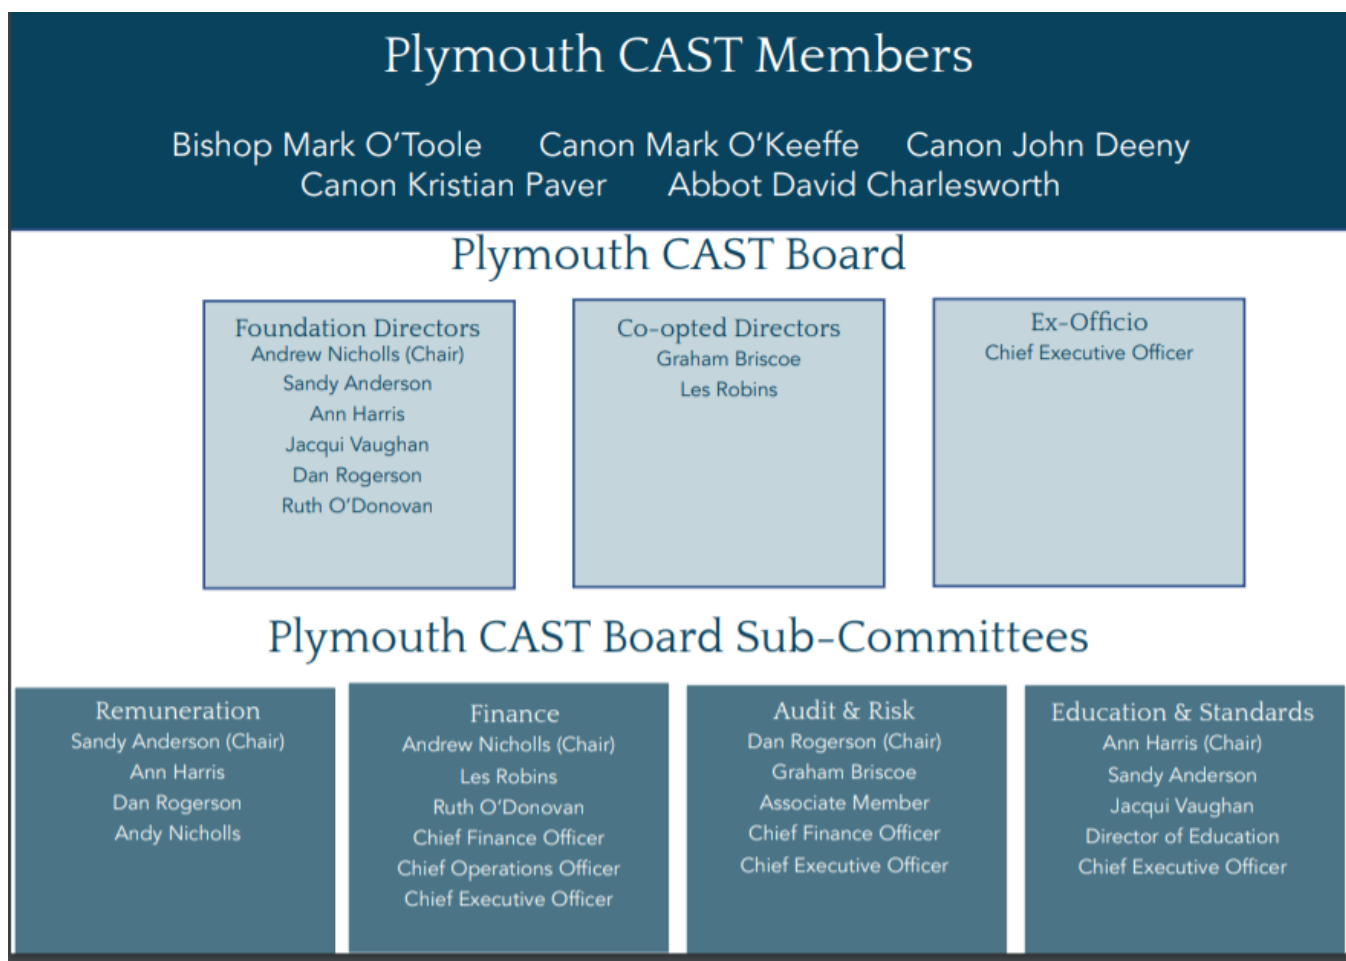 Plymouth CAST Members
Bishop Mark O'Toole Canon Mark O'Keeffe Canon John Deeny
Canon Kristian Paver Abbot David Charlesworth
Plymouth CAST Board
Foundation Directors
Andrew Nicholls (Chair)
Sandy Anderson
Ann Harris
Jacqui Vaughan
Dan Rogerson
Ruth O'Donovan
Co-opted Directors
Graham Briscoe
Les Robins
Ex-Officio
Chief Executive Officer
Plymouth CAST Board Sub-Committees
Remuneration
Sandy Anderson (Chair)
Ann Harris
Dan Rogerson
Andy Nicholls
Finance
Andrew Nicholls (Chair)
Les Robins
Ruth O'Donovan
Chief Finance Officer
Chief Operations Officer
Chief Executive Officer
Audit & Risk
Dan Rogerson (Chair)
Graham Briscoe
Associate Member
Chief Finance Officer
Chief Executive Officer
Education & Standards
Ann Harris (Chair)
Sandy Anderson
Jacqui Vaughan
Director of Education
Chief Executive Officer